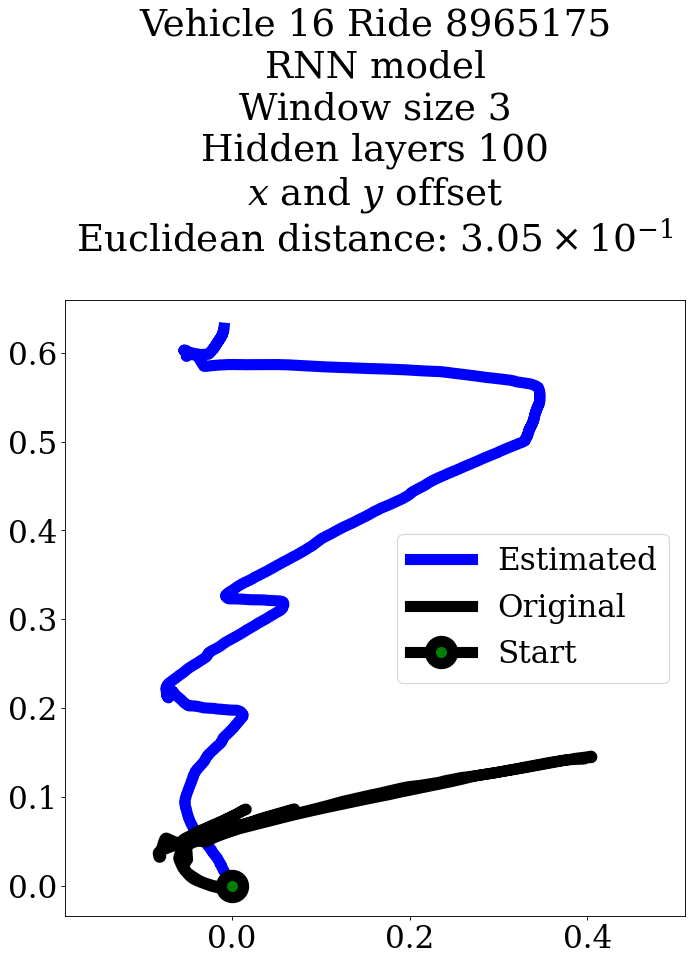 Vehicle 16 Ride 8965175
RNN model
Window size 3
Hidden layers 100
x and y offset
Euclidean distance: 3.05 × 10⁻¹
0.6
0.5
0.4
0.3
0.2
0.1
0.0
Estimated
Original
Start
0.0 0.2 0.4